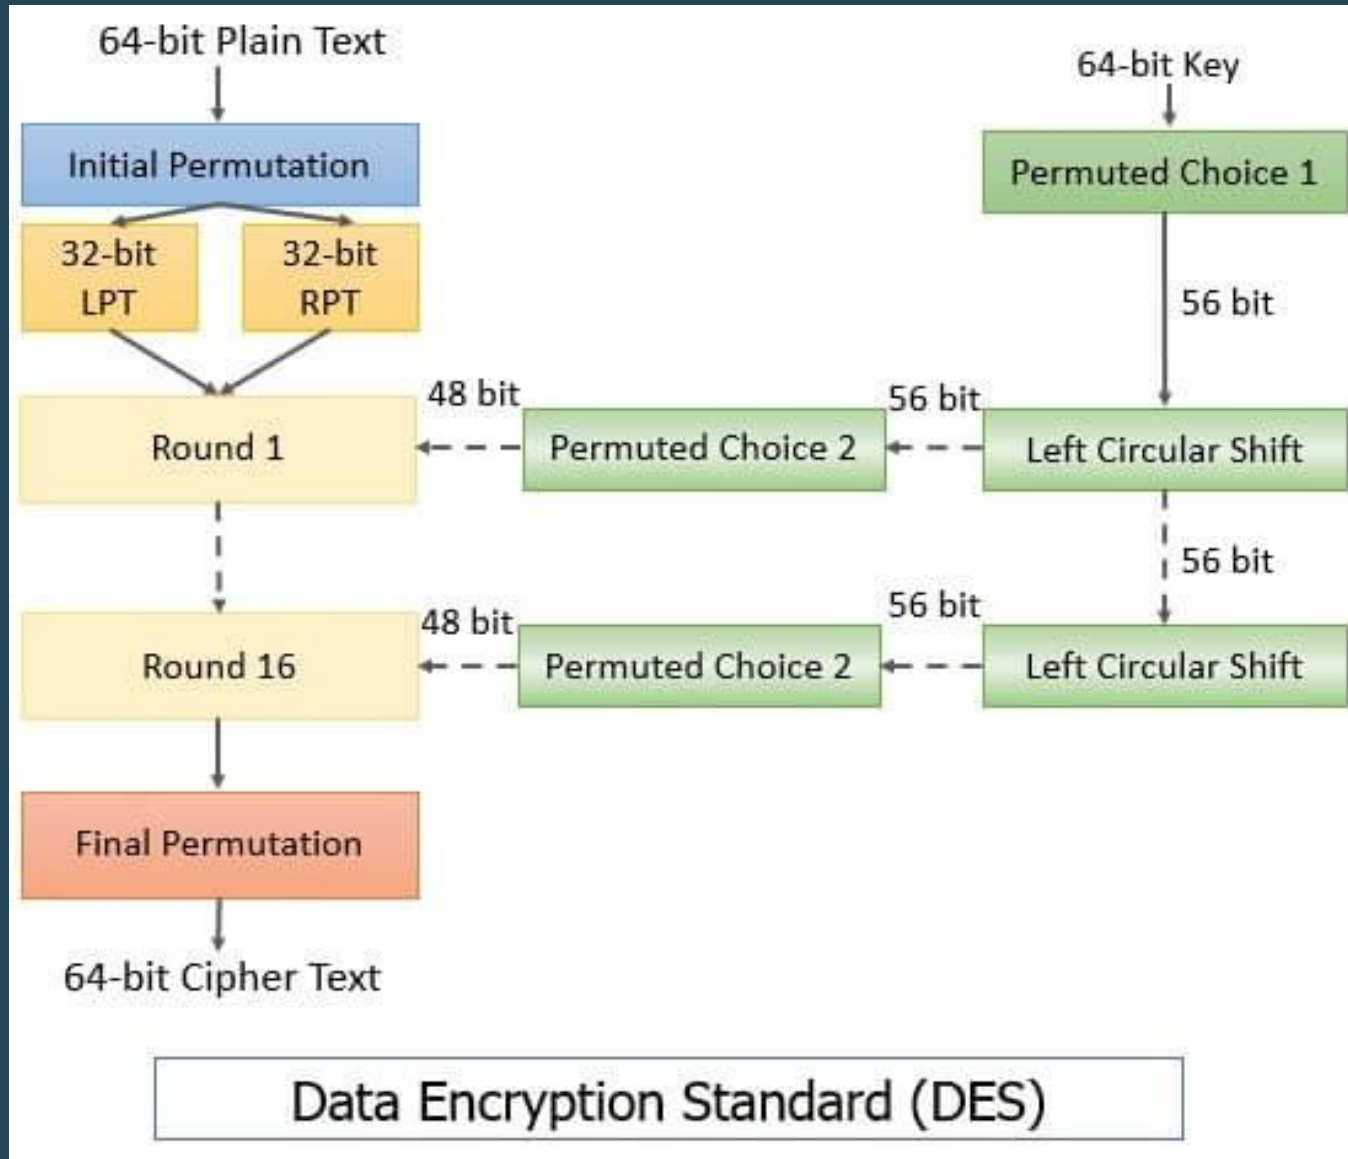 64-bit Plain Text
64-bit Key
Initial Permutation
Permuted Choice 1
32-bit
LPT
32-bit
RPT
56 bit
48 bit
56 bit
Round 1
Permuted Choice 2
Left Circular Shift
56 bit
48 bit
56 bit
Round 16
Permuted Choice 2
Left Circular Shift
Final Permutation
64-bit Cipher Text
Data Encryption Standard (DES)